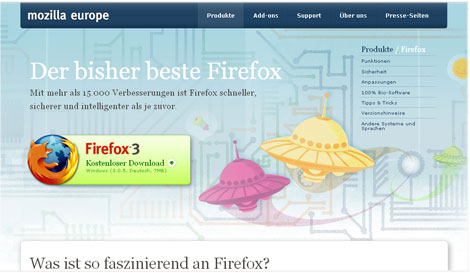 mozilla europe
Produkte Add-ons Support Über uns Presse-Seiten
Der bisher beste Firefox
Mit mehr als 15.000 Verbesserungen ist Firefox schneller,
sicherer und intelligenter als je zuvor.
Produkte / Firefox
Funktionen
Sicherheit
Anpassungen
100% Bio-Software
Tipps & Tricks
Versionshinweise
Andere Systeme und
Sprachen
Firefox 3
Kostenloser Download
Windows (3.0.5, Deutsch, 7MB)
Was ist so faszinierend an Firefox?